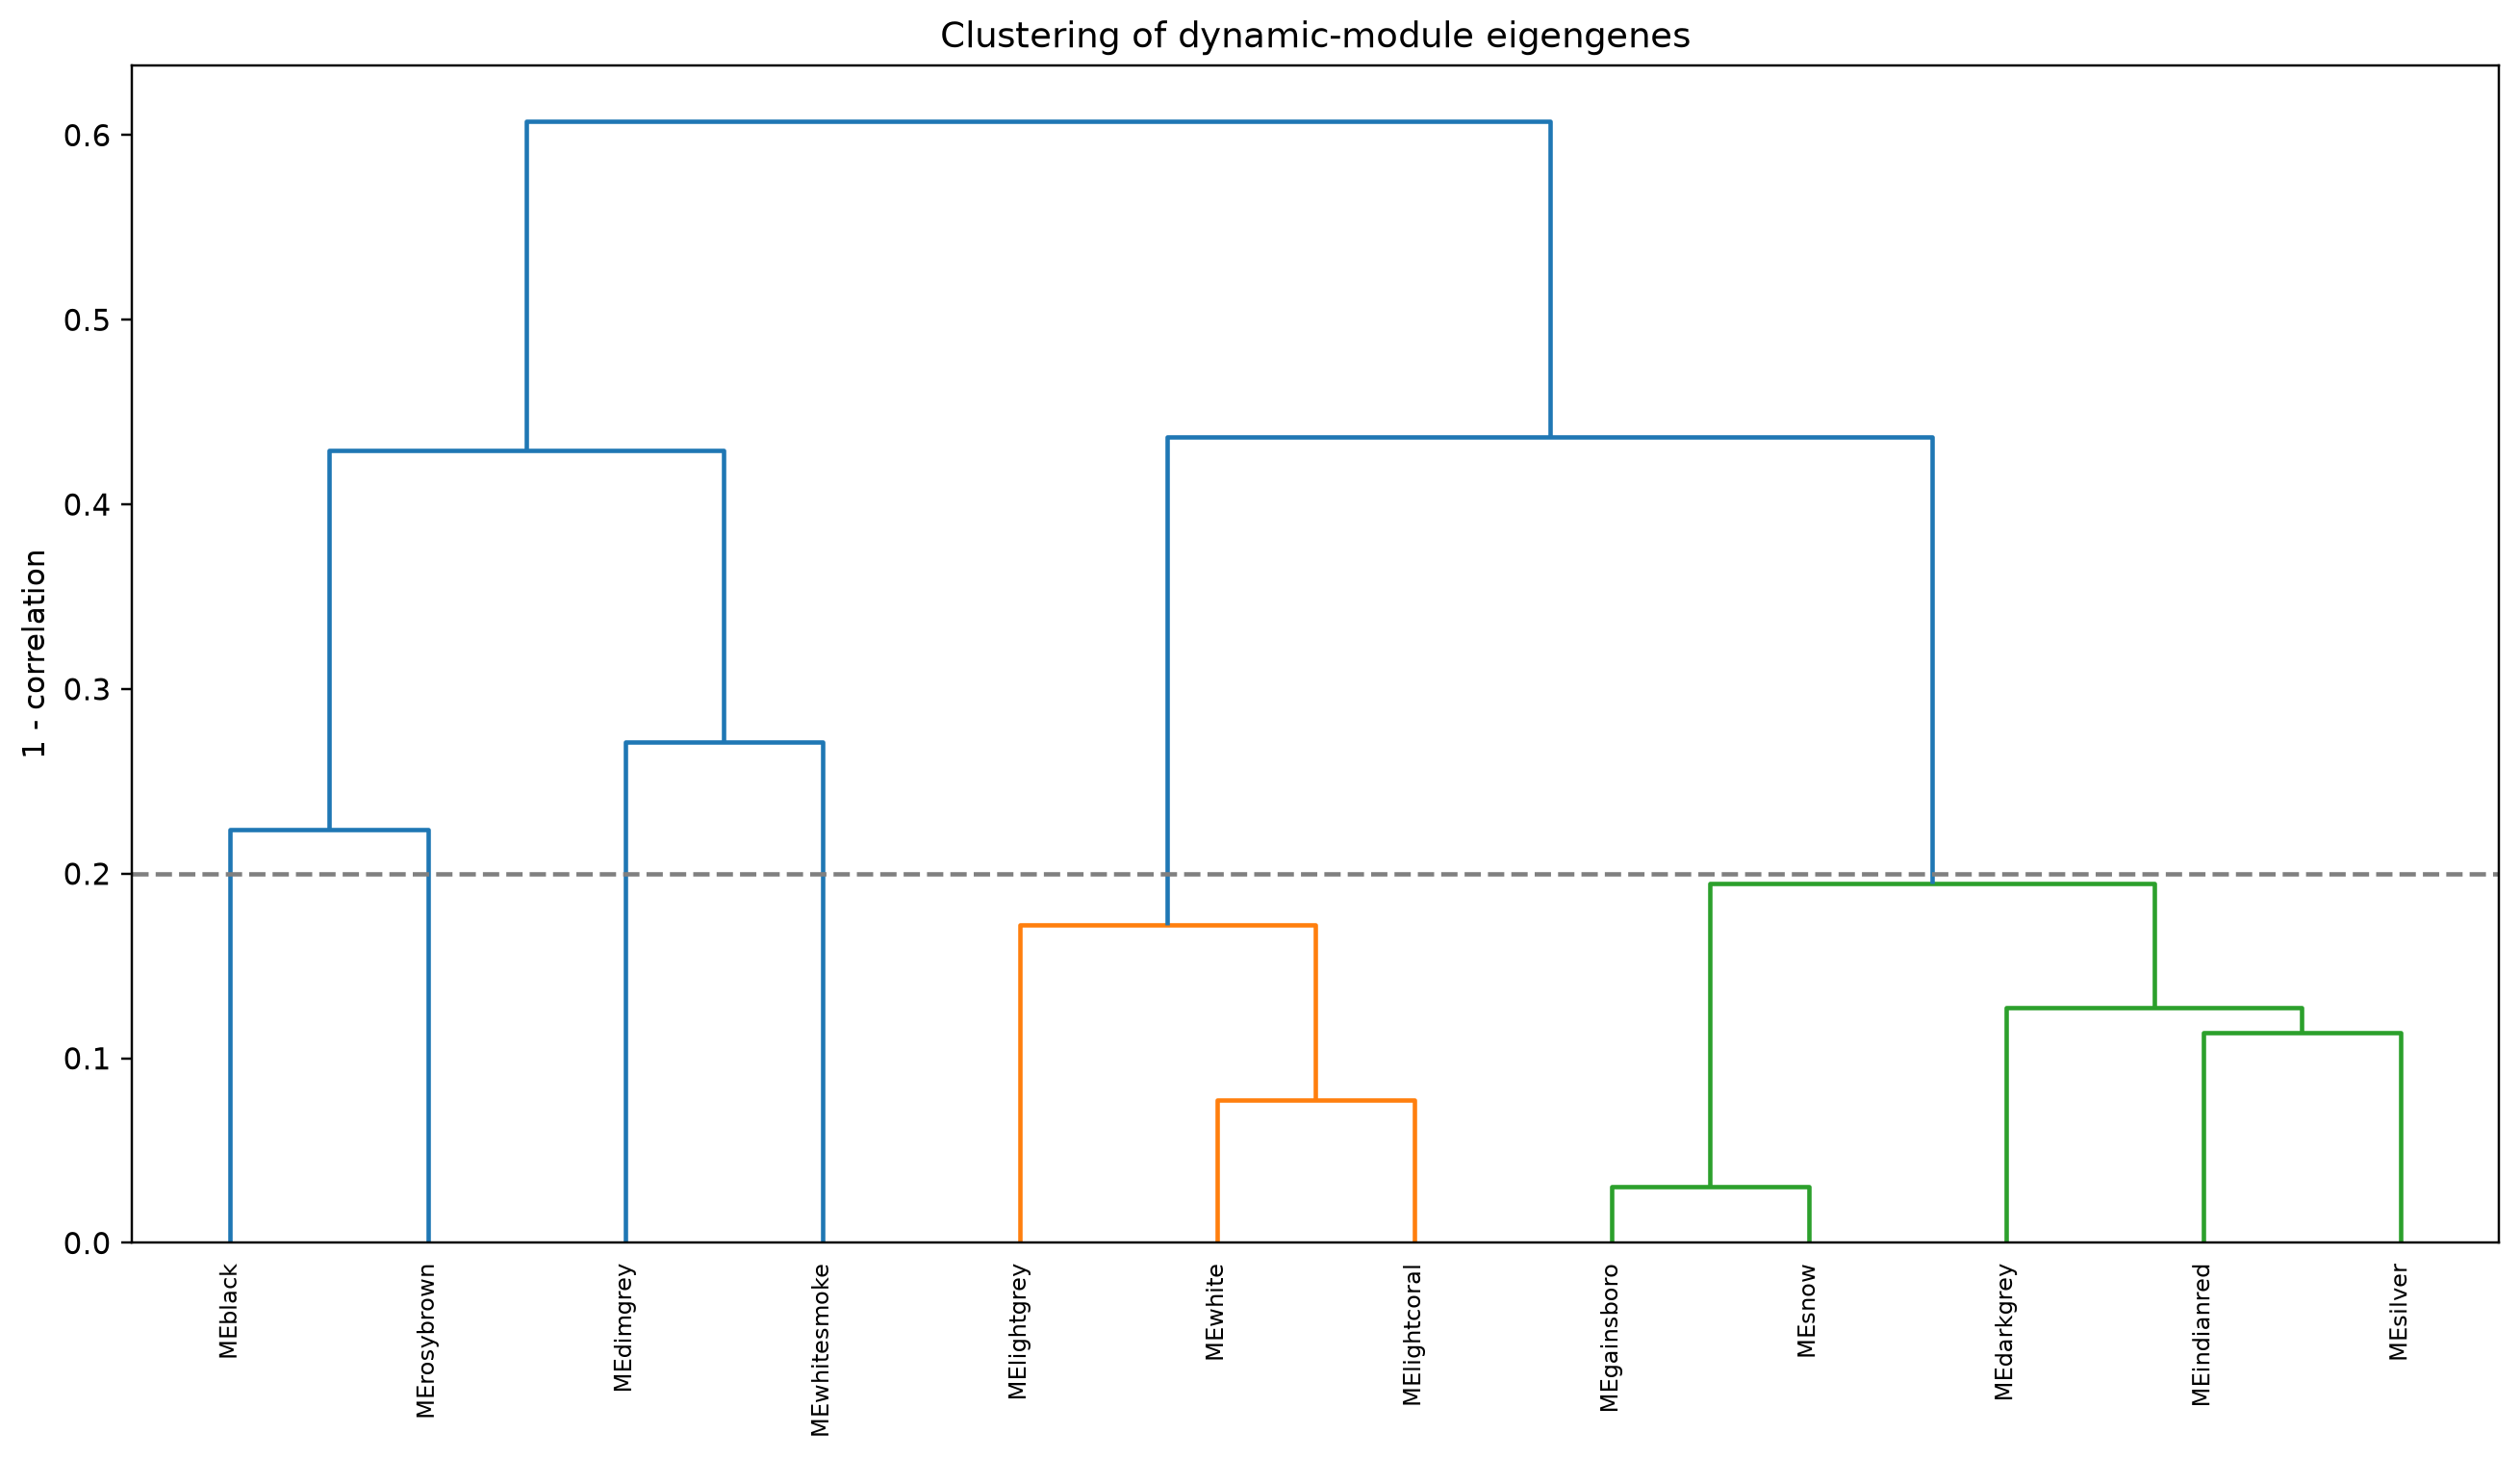 Clustering of dynamic-module eigengenes
0.6
0.5
0.4
0.3
0.2
0.1
0.0
1 - correlation
MEblack
MErosybrown
MEdimgrey
MEwhitesmoke
MElightgrey
MEwhite
MElightcoral
MEgainsboro
MEsnow
MEdarkgrey
MEindianred
MEsilver